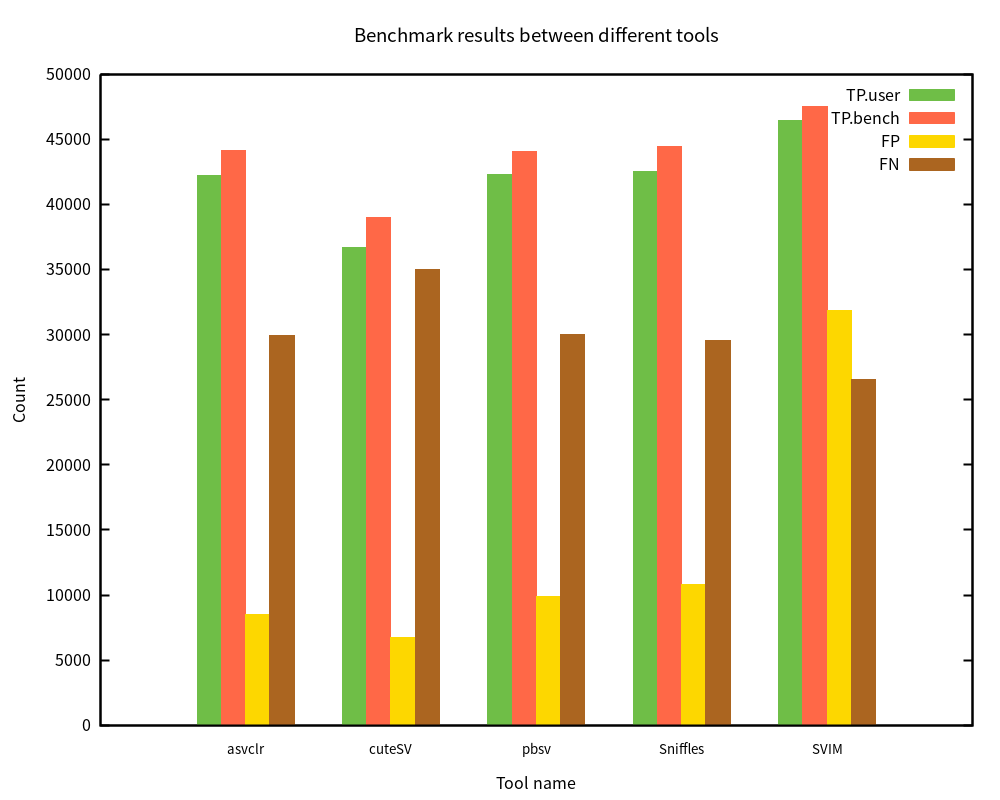 Benchmark results between different tools
50000
45000
40000
35000
30000
25000
20000
15000
10000
5000
0
Count
TP.user
TP.bench
FP
FN
asvclr
cuteSV
pbsv
Sniffles
SVIM
Tool name